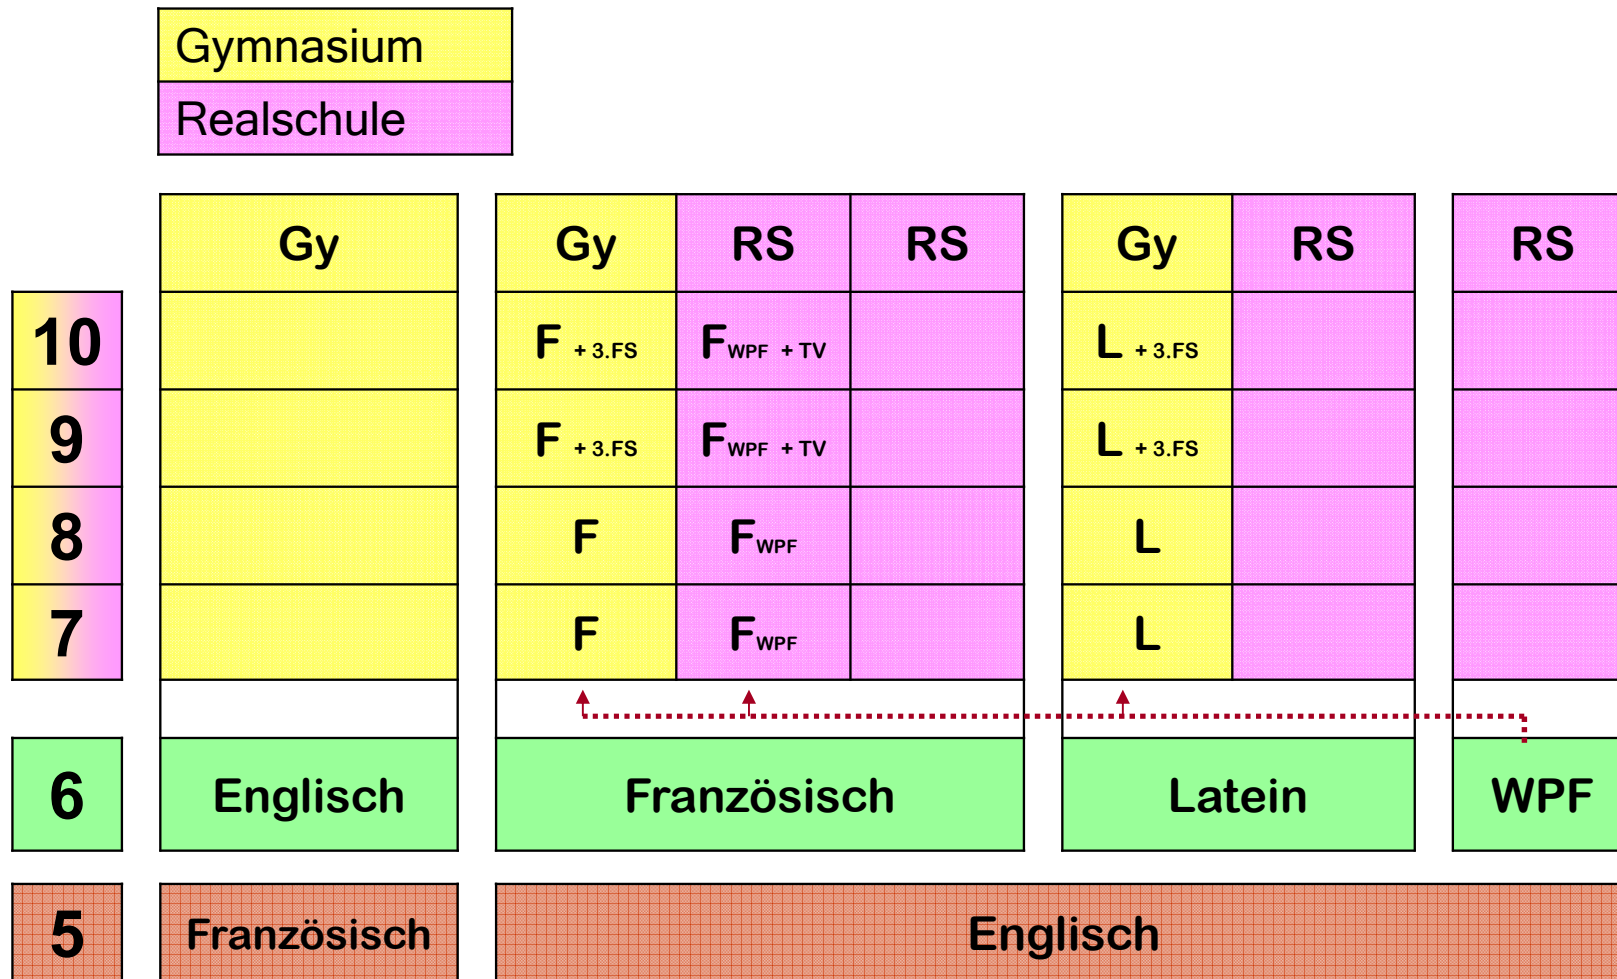 Gymnasium
Realschule
Gy Gy RS RS Gy RS RS
10 F + 3.FS FWPF + TV L + 3.FS
9 F + 3.FS FWPF + TV L + 3.FS
8 F FWPF L
7 F FWPF L
6 Englisch Französisch Latein WPF
5 Französisch Englisch